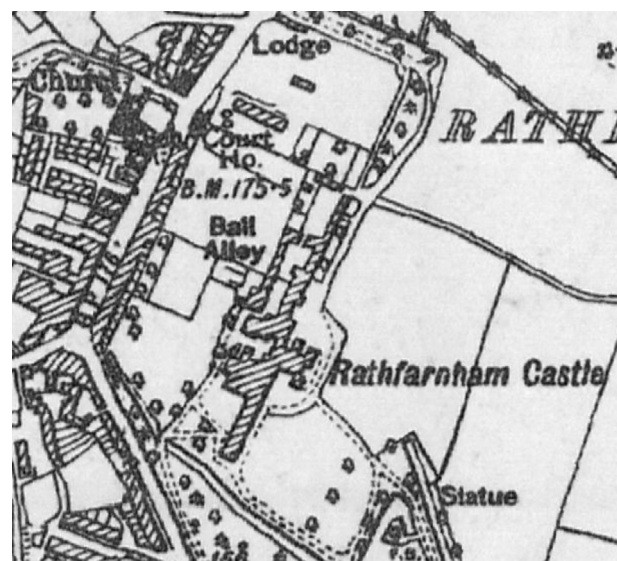 Lodge
Church
RATH
Court
Ho.
B.M.175·5
Ball
Alley
Rathfarnham Castle
Statue